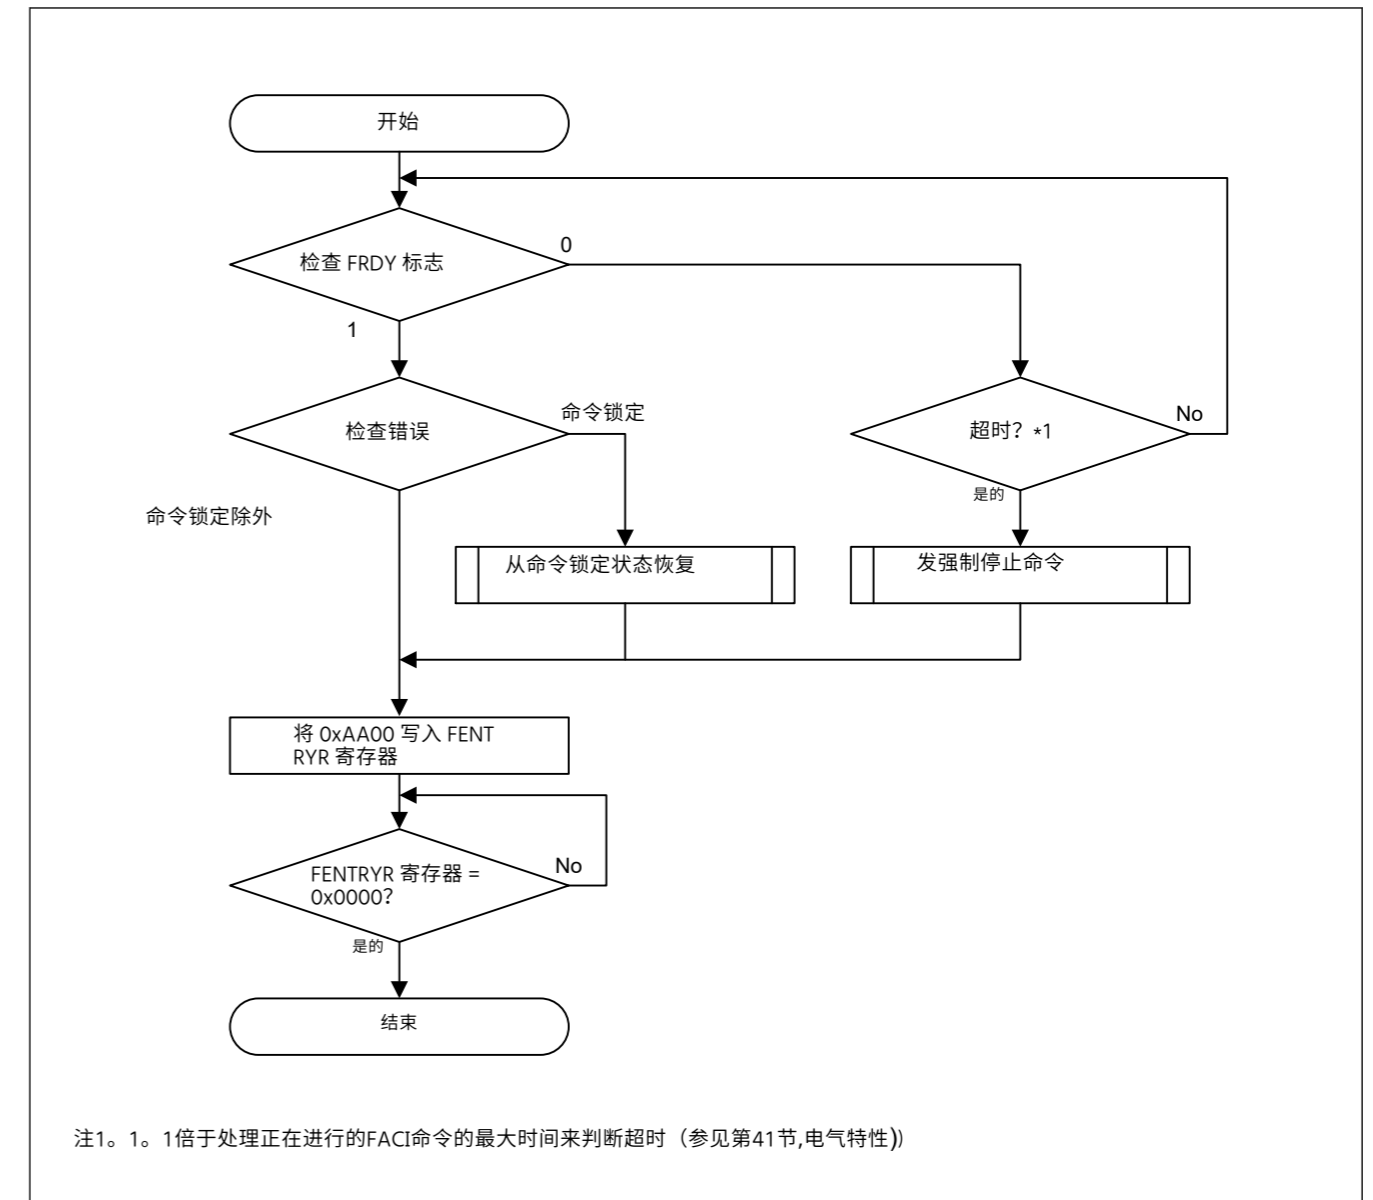 开始
0
检查 FRDY 标志
1
命令锁定
检查错误
No
超时？*1
是的
命令锁定除外
从命令锁定状态恢复
发强制停止命令
将 0xAA00 写入 FENT
RYR 寄存器
No
FENTRYR 寄存器 =
0x0000?
是的
结束
注1。1。1倍于处理正在进行的FACI命令的最大时间来判断超时（参见第41节,电气特性))